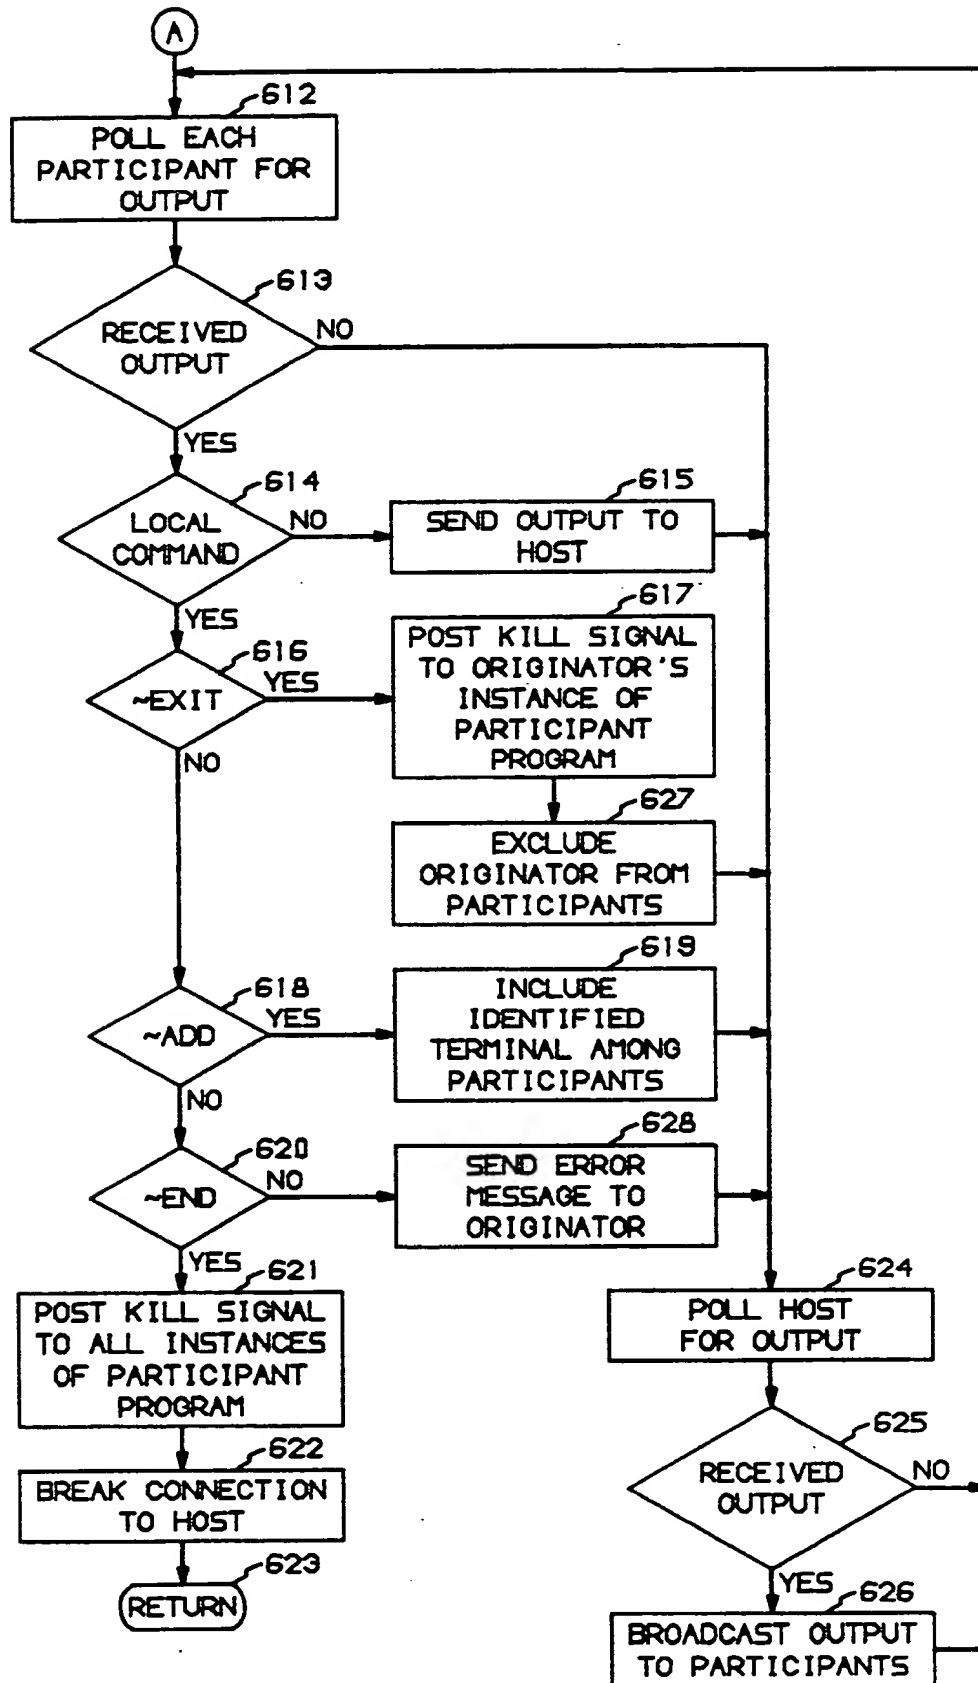 A
612
POLL EACH
PARTICIPANT FOR
OUTPUT
613
RECEIVED
OUTPUT
NO
YES
614
LOCAL
COMMAND
NO
615
SEND OUTPUT TO
HOST
YES
616
~EXIT
YES
617
POST KILL SIGNAL
TO ORIGINATOR'S
INSTANCE OF
PARTICIPANT
PROGRAM
NO
627
EXCLUDE
ORIGINATOR FROM
PARTICIPANTS
618
~ADD
YES
619
INCLUDE
IDENTIFIED
TERMINAL AMONG
PARTICIPANTS
NO
620
~END
NO
628
SEND ERROR
MESSAGE TO
ORIGINATOR
YES
621
POST KILL SIGNAL
TO ALL INSTANCES
OF PARTICIPANT
PROGRAM
622
BREAK CONNECTION
TO HOST
623
RETURN
624
POLL HOST
FOR OUTPUT
625
RECEIVED
OUTPUT
NO
YES
626
BROADCAST OUTPUT
TO PARTICIPANTS